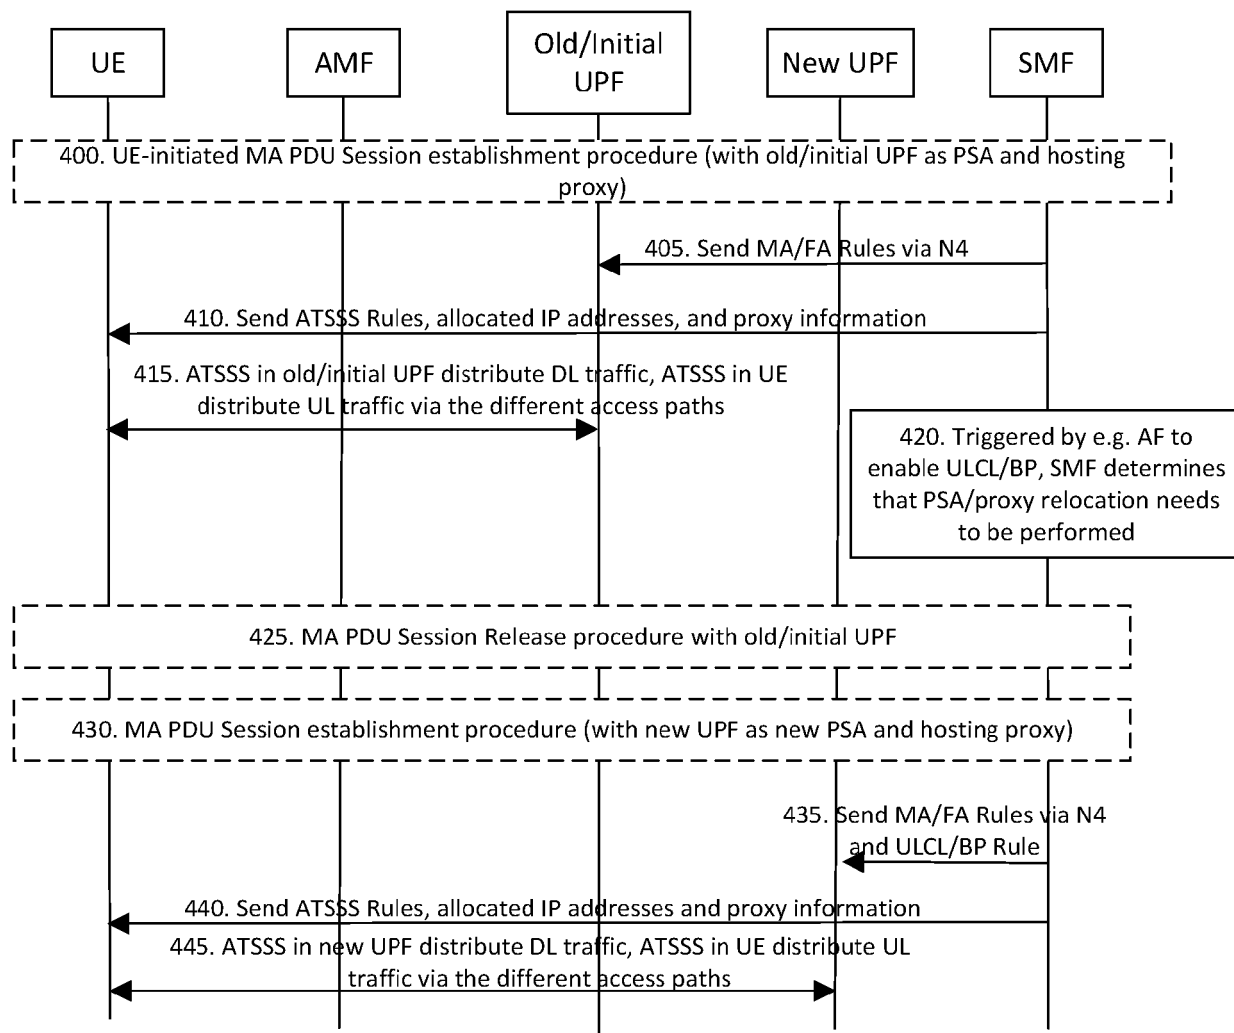 UE
AMF
Old/Initial
UPF
New UPF
SMF
400. UE-initiated MA PDU Session establishment procedure (with old/initial UPF as PSA and hosting
proxy)
405. Send MA/FA Rules via N4
410. Send ATSSS Rules, allocated IP addresses, and proxy information
415. ATSSS in old/initial UPF distribute DL traffic, ATSSS in UE
distribute UL traffic via the different access paths
420. Triggered by e.g. AF to
enable ULCL/BP, SMF determines
that PSA/proxy relocation needs
to be performed
425. MA PDU Session Release procedure with old/initial UPF
430. MA PDU Session establishment procedure (with new UPF as new PSA and hosting proxy)
435. Send MA/FA Rules via N4
and ULCL/BP Rule
440. Send ATSSS Rules, allocated IP addresses and proxy information
445. ATSSS in new UPF distribute DL traffic, ATSSS in UE distribute UL
traffic via the different access paths